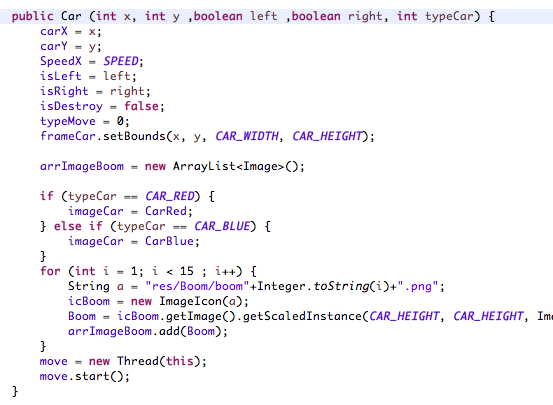 public Car (int x, int y ,boolean left ,boolean right, int typeCar) {
carX = x;
carY = y;
SpeedX = SPEED;
isLeft = left;
isRight = right;
isDestroy = false;
typeMove = 0;
frameCar.setBounds(x, y, CAR_WIDTH, CAR_HEIGHT);
arrImageBoom = new ArrayList<Image>();
if (typeCar == CAR_RED) {
imageCar = CarRed;
} else if (typeCar == CAR_BLUE) {
imageCar = CarBlue;
}
for (int i = 1; i < 15 ; i++) {
String a = "res/Boom/boom"+Integer.toString(i)+".png";
icBoom = new ImageIcon(a);
Boom = icBoom.getImage().getScaledInstance(CAR_HEIGHT, CAR_HEIGHT,
arrImageBoom.add(Boom);
}
move = new Thread(this);
move.start();
}